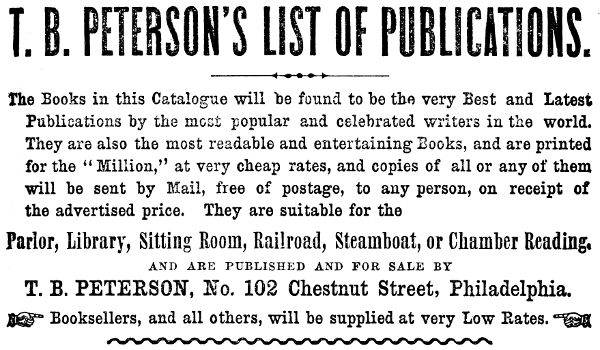 T. B. PETERSON'S LIST OF PUBLICATIONS.
The Books in this Catalogue will be found to be the very Best and Latest
Publications by the most popular and celebrated writers in the world.
They are also the most readable and entertaining Books, and are printed
for the "Million," at very cheap rates, and copies of all or any of them
will be sent by Mail, free of postage, to any person, on receipt of
the advertised price. They are suitable for the
Parlor, Library, Sitting Room, Railroad, Steamboat, or Chamber Reading,
AND ARE PUBLISHED AND FOR SALE BY
T. B. PETERSON, No. 102 Chestnut Street, Philadelphia.
Booksellers, and all others, will be supplied at very Low Rates.